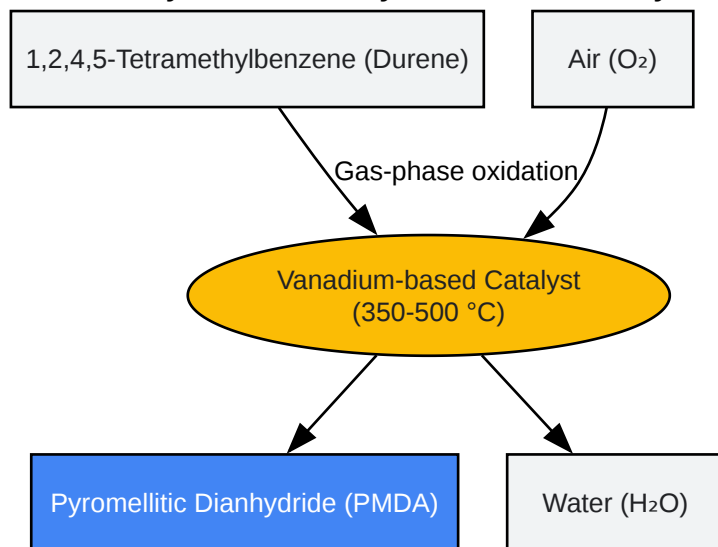 1,2,4,5-Tetramethylbenzene (Durene)
Air (O₂)
Gas-phase oxidation
Vanadium-based Catalyst
(350-500 °C)
Pyromellitic Dianhydride (PMDA)
Water (H₂O)